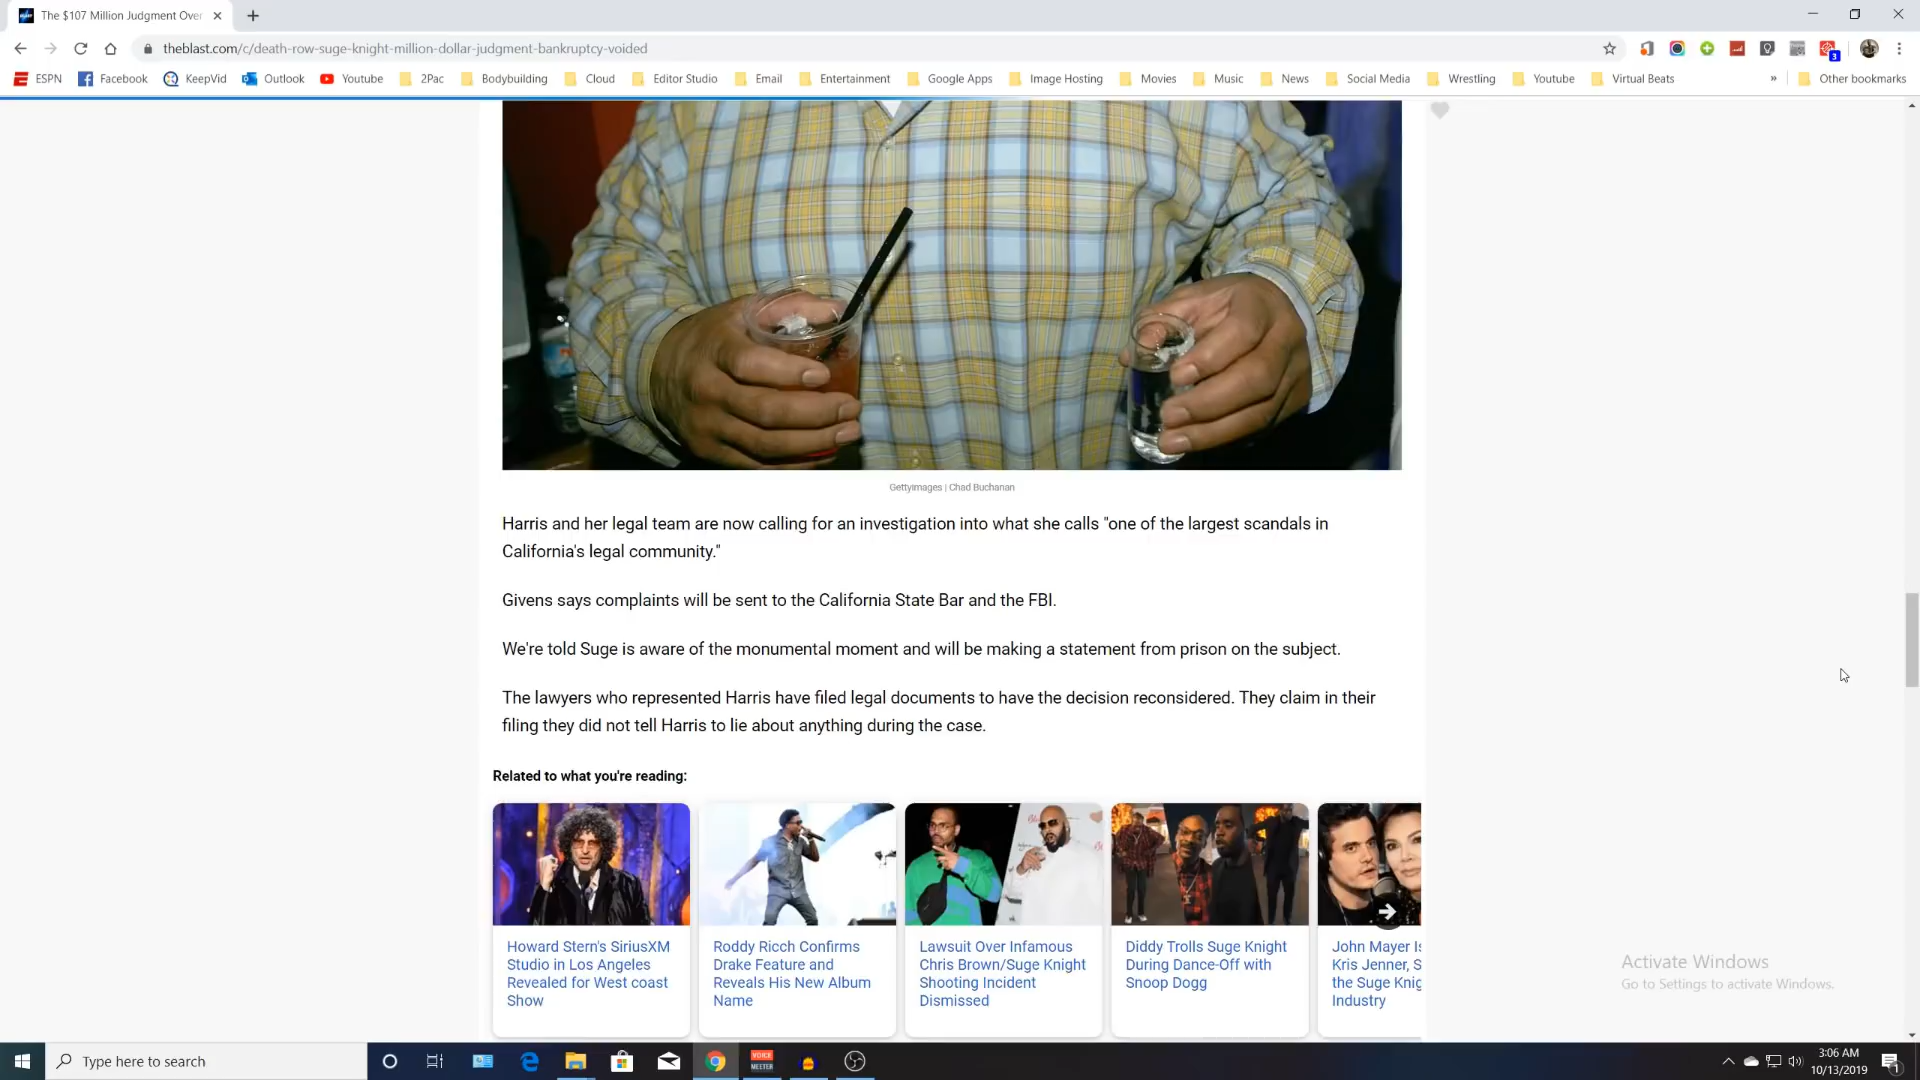 The $107 Million Judgment Over
theblast.com/c/death-row-suge-knight-million-dollar-judgment-bankruptcy-voided
3
ESPN Facebook KeepVid Outlook Youtube 2Pac Bodybuilding Cloud Editor Studio Email Entertainment Google Apps Image Hosting Movies Music News Social Media Wrestling Youtube Virtual Beats » Other bookmarks
Gettyimages | Chad Buchanan
Harris and her legal team are now calling for an investigation into what she calls "one of the largest scandals in
California's legal community."
Givens says complaints will be sent to the California State Bar and the FBI.
We're told Suge is aware of the monumental moment and will be making a statement from prison on the subject.
The lawyers who represented Harris have filed legal documents to have the decision reconsidered. They claim in their
filing they did not tell Harris to lie about anything during the case.
Related to what you're reading:
Howard Stern's SiriusXM
Studio in Los Angeles
Revealed for West coast
Show
Roddy Ricch Confirms
Drake Feature and
Reveals His New Album
Name
Lawsuit Over Infamous
Chris Brown/Suge Knight
Shooting Incident
Dismissed
Diddy Trolls Suge Knight
During Dance-Off with
Snoop Dogg
John Mayer Is
Kris Jenner, S
the Suge Knig
Industry
Activate Windows
Go to Settings to activate Windows.
Type here to search
VOICE
MEETER
3:06 AM
10/13/2019
1